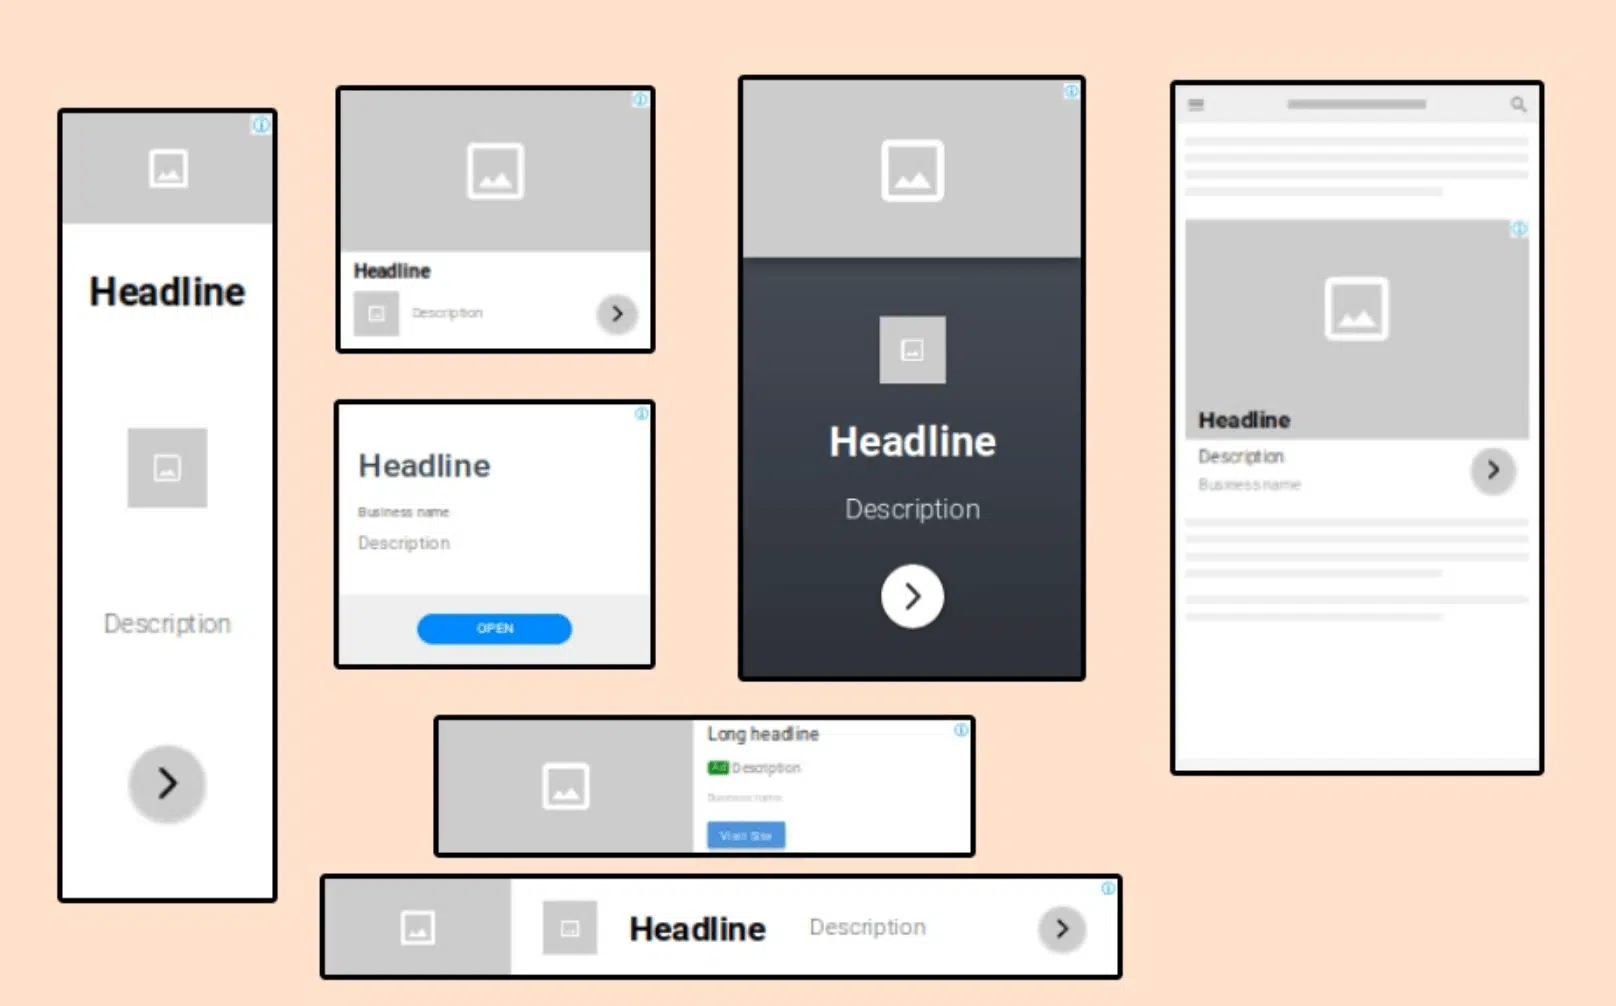 Headline
Description
Headline
Description
Headline
Business name
Description
OPEN
Headline
Description
Headline
Description
Business name
Long headline
Ad Description
Business name
Visit Site
Headline
Description